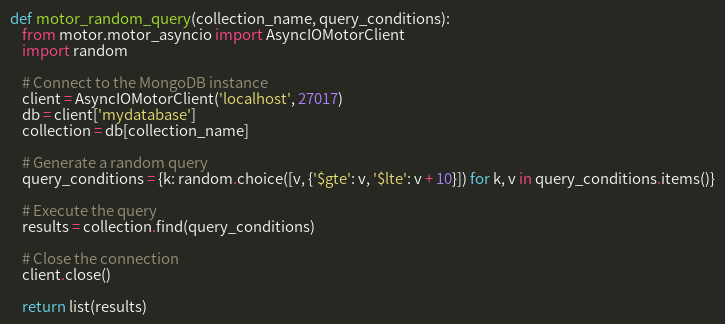 def motor_random_query(collection_name, query_conditions):
    from motor.motor_asyncio import AsyncIOMotorClient
    import random

    # Connect to the MongoDB instance
    client = AsyncIOMotorClient('localhost', 27017)
    db = client['mydatabase']
    collection = db[collection_name]

    # Generate a random query
    query_conditions = {k: random.choice([v, {'$gte': v, '$lte': v + 10}]) for k, v in query_conditions.items()}

    # Execute the query
    results = collection.find(query_conditions)

    # Close the connection
    client.close()

    return list(results)